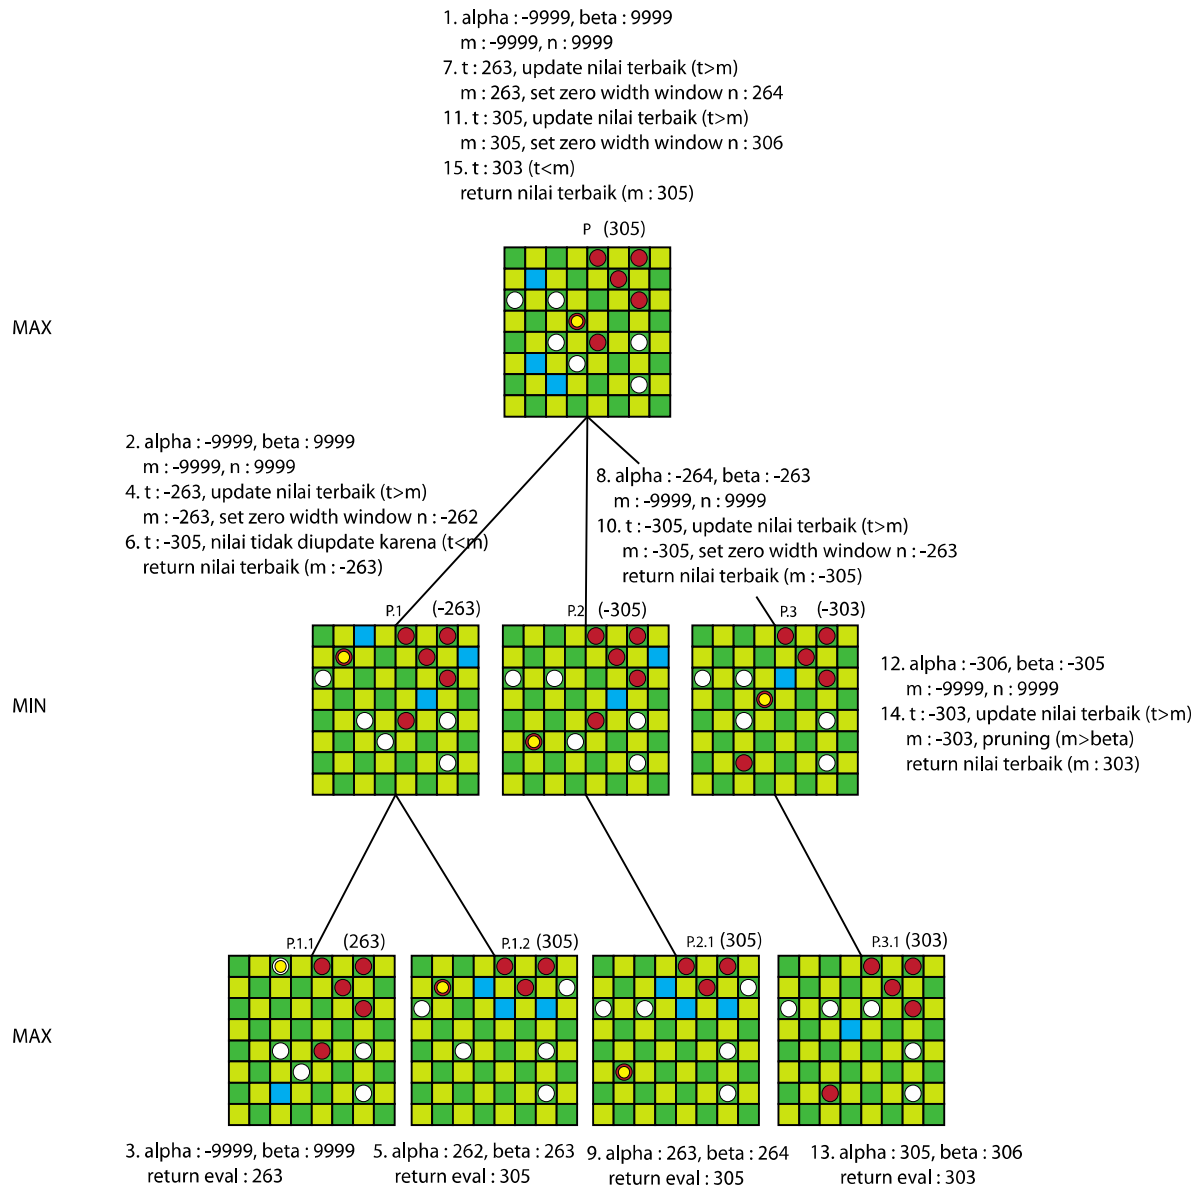 1. alpha : -9999, beta : 9999
m : -9999, n : 9999
7. t : 263, update nilai terbaik (t>m)
m : 263, set zero width window n : 264
11. t : 305, update nilai terbaik (t>m)
m : 305, set zero width window n : 306
15. t : 303 (t<m)
return nilai terbaik (m : 305)
P (305)
MAX
2. alpha : -9999, beta : 9999
m : -9999, n : 9999
4. t : -263, update nilai terbaik (t>m)
m : -263, set zero width window n : -262
6. t : -305, nilai tidak diupdate karena (t<m)
return nilai terbaik (m : -263)
8. alpha : -264, beta : -263
m : -9999, n : 9999
10. t : -305, update nilai terbaik (t>m)
m : -305, set zero width window n : -263
return nilai terbaik (m : -305)
P.1 (-263)
P.2 (-305)
P.3 (-303)
MIN
12. alpha : -306, beta : -305
m : -9999, n : 9999
14. t : -303, update nilai terbaik (t>m)
m : -303, pruning (m>beta)
return nilai terbaik (m : 303)
P.1.1 (263)
P.1.2 (305)
P.2.1 (305)
P.3.1 (303)
MAX
3. alpha : -9999, beta : 9999
return eval : 263
5. alpha : 262, beta : 263
return eval : 305
9. alpha : 263, beta : 264
return eval : 305
13. alpha : 305, beta : 306
return eval : 303